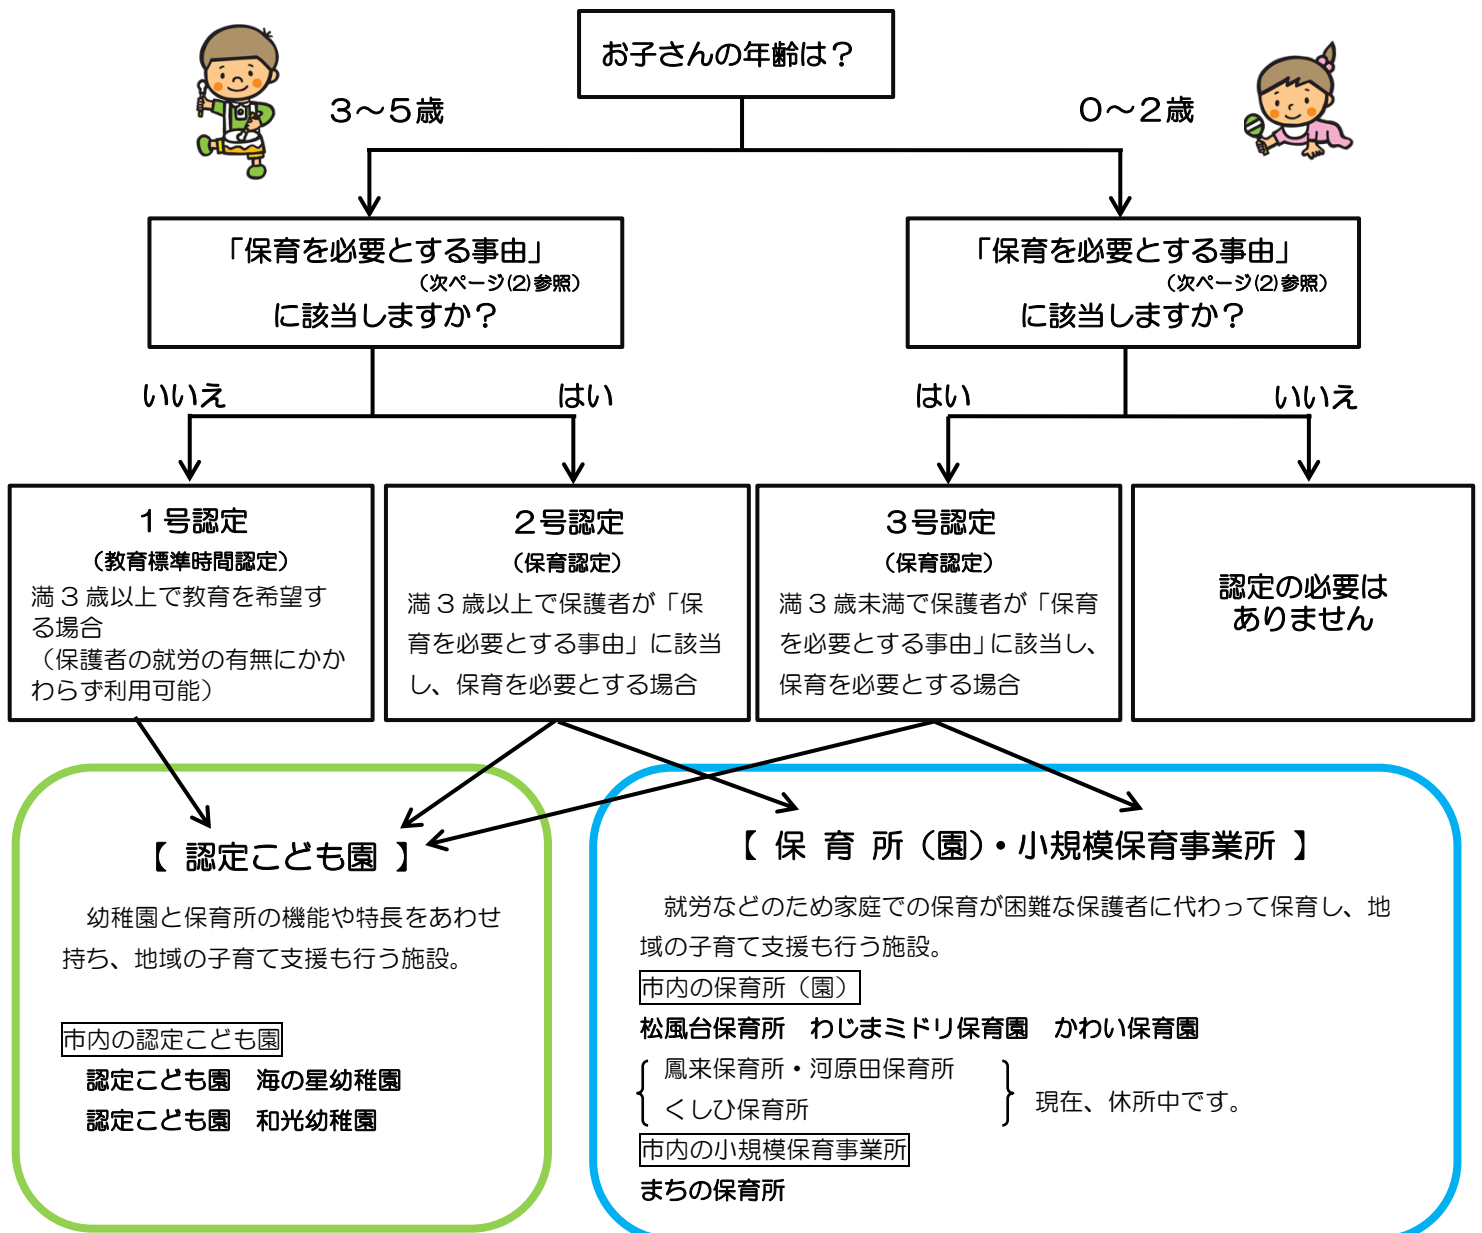 お子さんの年齢は？
３～５歳
０～２歳
「保育を必要とする事由」
（次ページ(2)参照）
に該当しますか？
「保育を必要とする事由」
（次ページ(2)参照）
に該当しますか？
いいえ
はい
はい
いいえ
１号認定
（教育標準時間認定）
満３歳以上で教育を希望す
る場合
（保護者の就労の有無にかか
わらず利用可能）
２号認定
（保育認定）
満３歳以上で保護者が「保
育を必要とする事由」に該当
し、保育を必要とする場合
３号認定
（保育認定）
満３歳未満で保護者が「保育
を必要とする事由」に該当し、
保育を必要とする場合
認定の必要は
ありません
【 認定こども園 】
幼稚園と保育所の機能や特長をあわせ
持ち、地域の子育て支援も行う施設。
市内の認定こども園
認定こども園　海の星幼稚園
認定こども園　和光幼稚園
【 保 育 所（園）・小規模保育事業所 】
就労などのため家庭での保育が困難な保護者に代わって保育し、地
域の子育て支援も行う施設。
市内の保育所（園）
松風台保育所　わじまミドリ保育園　かわい保育園
鳳来保育所・河原田保育所
くしひ保育所
現在、休所中です。
市内の小規模保育事業所
まちの保育所